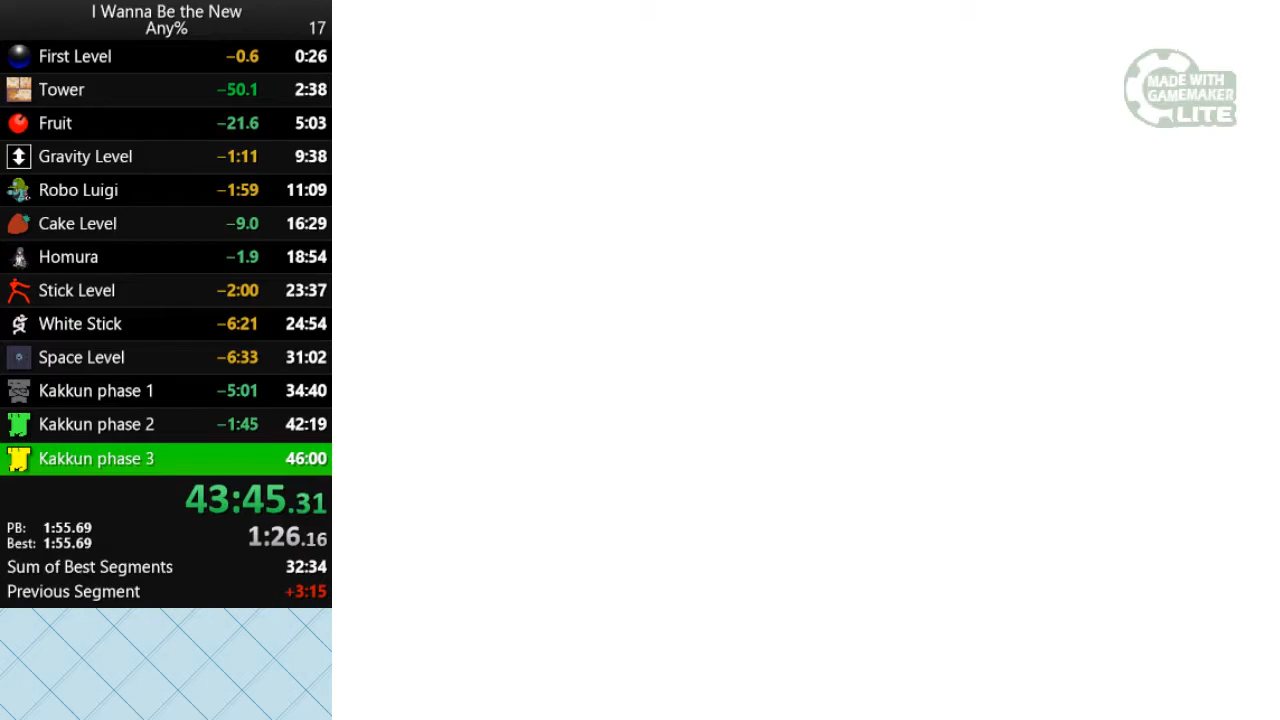 I Wanna Be the New
Any% 17
First Level −0.6 0:26
Tower −50.1 2:38
Fruit −21.6 5:03
Gravity Level −1:11 9:38
Robo Luigi −1:59 11:09
Cake Level −9.0 16:29
Homura −1.9 18:54
Stick Level −2:00 23:37
White Stick −6:21 24:54
Space Level −6:33 31:02
Kakkun phase 1 −5:01 34:40
Kakkun phase 2 −1:45 42:19
Kakkun phase 3 46:00
43:45.31
PB: 1:55.69
Best: 1:55.69
1:26.16
Sum of Best Segments 32:34
Previous Segment +3:15
MADE WITH
GAMEMAKER
LITE